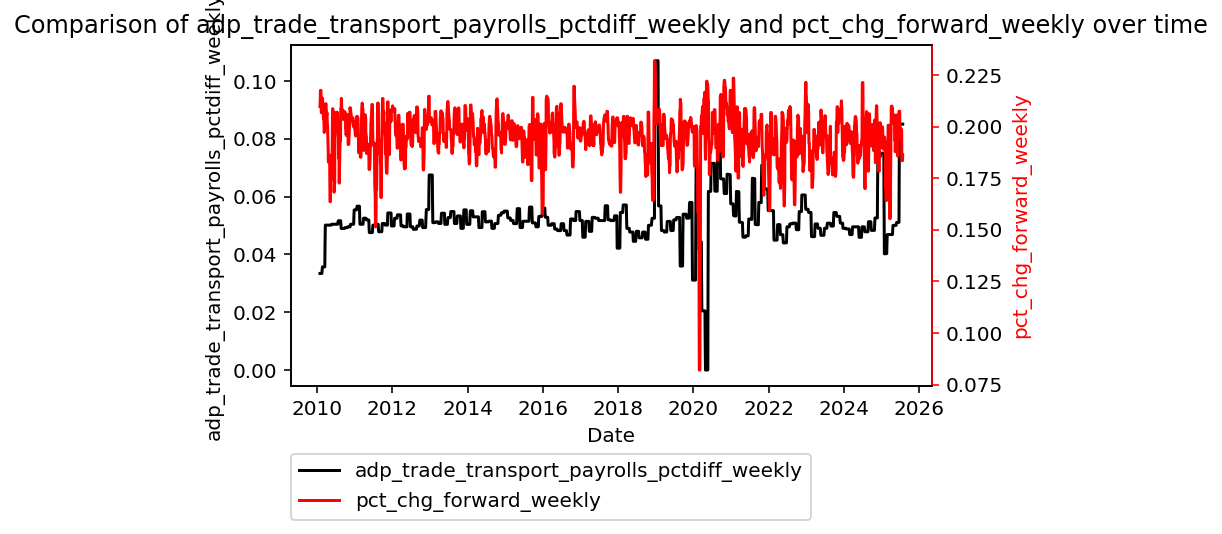 Comparison of adp_trade_transport_payrolls_pctdiff_weekly and pct_chg_forward_weekly over time
adp_trade_transport_payrolls_pctdiff_weekly
0.10
0.08
0.06
0.04
0.02
0.00
0.225
0.200
0.175
0.150
0.125
0.100
0.075
pct_chg_forward_weekly
2010 2012 2014 2016 2018 2020 2022 2024 2026
Date
adp_trade_transport_payrolls_pctdiff_weekly
pct_chg_forward_weekly